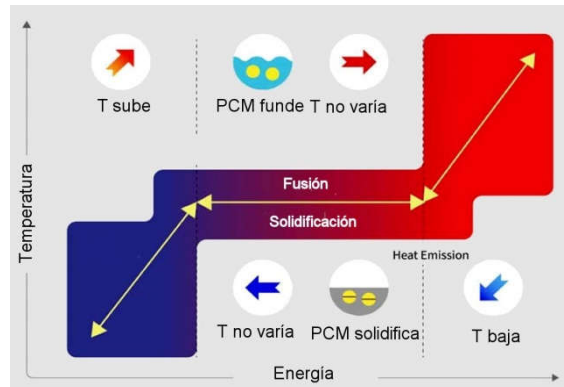 T sube
PCM funde
T no varía
Temperatura
Fusión
Solidificación
Heat Emission
T no varía
PCM solidifica
T baja
Energía